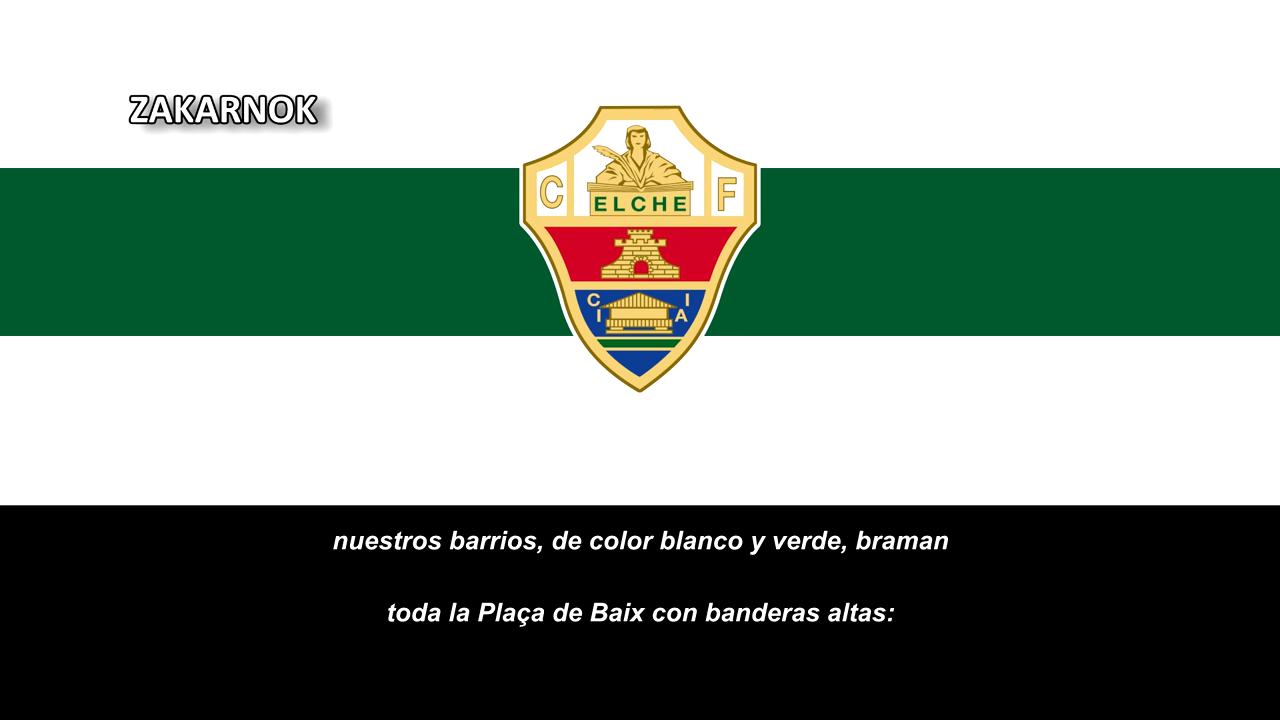 ZAKARNOK
C F
ELCHE
C I
I A
nuestros barrios, de color blanco y verde, braman
toda la Plaça de Baix con banderas altas: